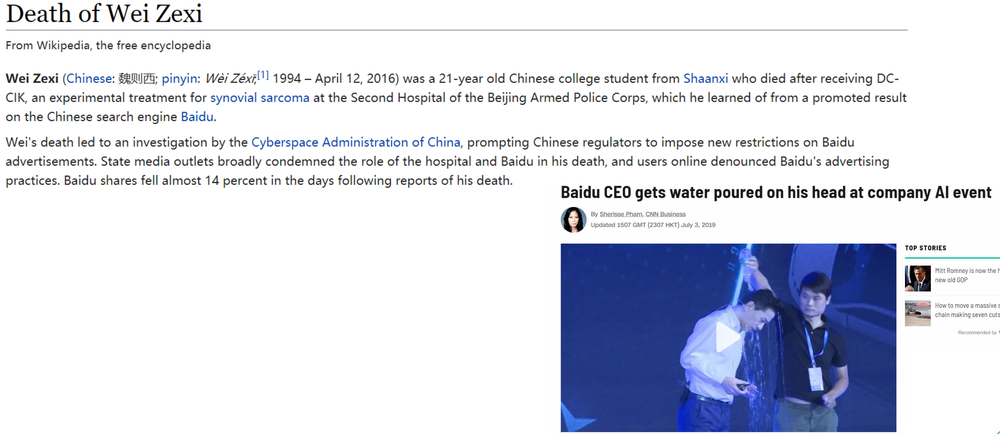 Death of Wei Zexi
From Wikipedia, the free encyclopedia
Wei Zexi (Chinese: 魏则西; pinyin: Wèi Zéxī;[1] 1994 – April 12, 2016) was a 21-year old Chinese college student from Shaanxi who died after receiving DC-
CIK, an experimental treatment for synovial sarcoma at the Second Hospital of the Beijing Armed Police Corps, which he learned of from a promoted result
on the Chinese search engine Baidu.
Wei's death led to an investigation by the Cyberspace Administration of China, prompting Chinese regulators to impose new restrictions on Baidu
advertisements. State media outlets broadly condemned the role of the hospital and Baidu in his death, and users online denounced Baidu's advertising
practices. Baidu shares fell almost 14 percent in the days following reports of his death.
Baidu CEO gets water poured on his head at company AI event
By Sherisse Pham, CNN Business
Updated 1507 GMT (2307 HKT) July 3, 2019
TOP STORIES
Mitt Romney is now the
new old GOP
How to move a massive
chain making seven cuts
Recommended by